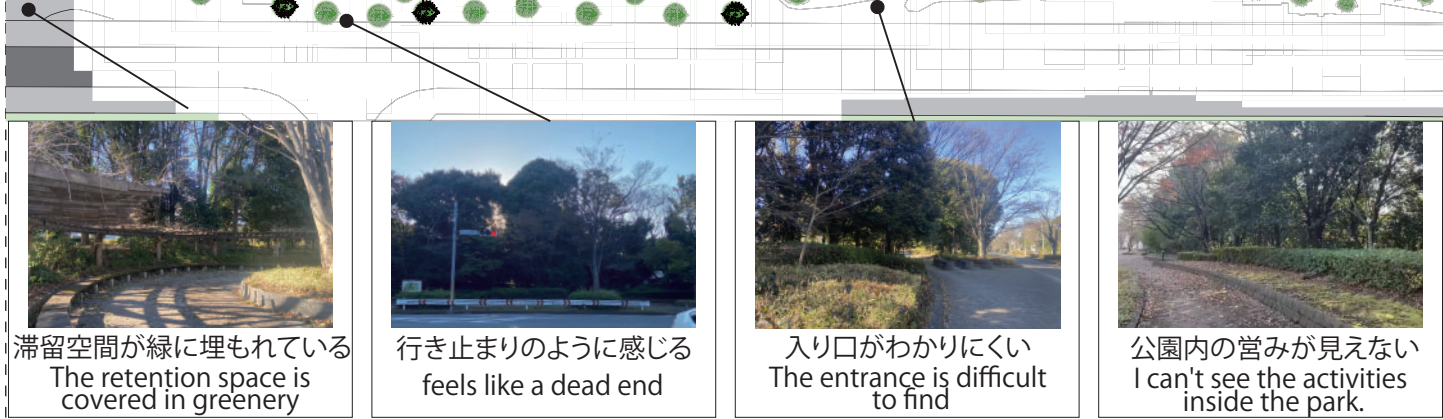 滞留空間が緑に埋もれている
The retention space is
covered in greenery
行き止まりのように感じる
feels like a dead end
入り口がわかりにくい
The entrance is difficult
to find
公園内の営みが見えない
I can't see the activities
inside the park.